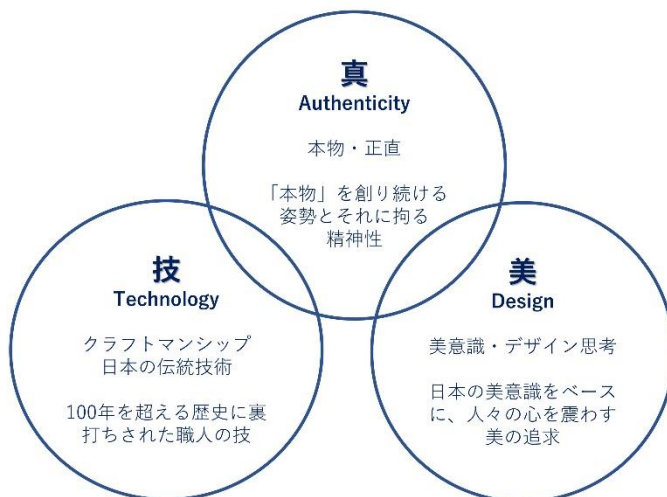 真
Authenticity
本物・正直
「本物」を創り続ける
姿勢とそれに拘る
精神性
技
Technology
クラフトマンシップ
日本の伝統技術
100年を超える歴史に裏
打ちされた職人の技
美
Design
美意識・デザイン思考
日本の美意識をベース
に、人々の心を震わす
美の追求